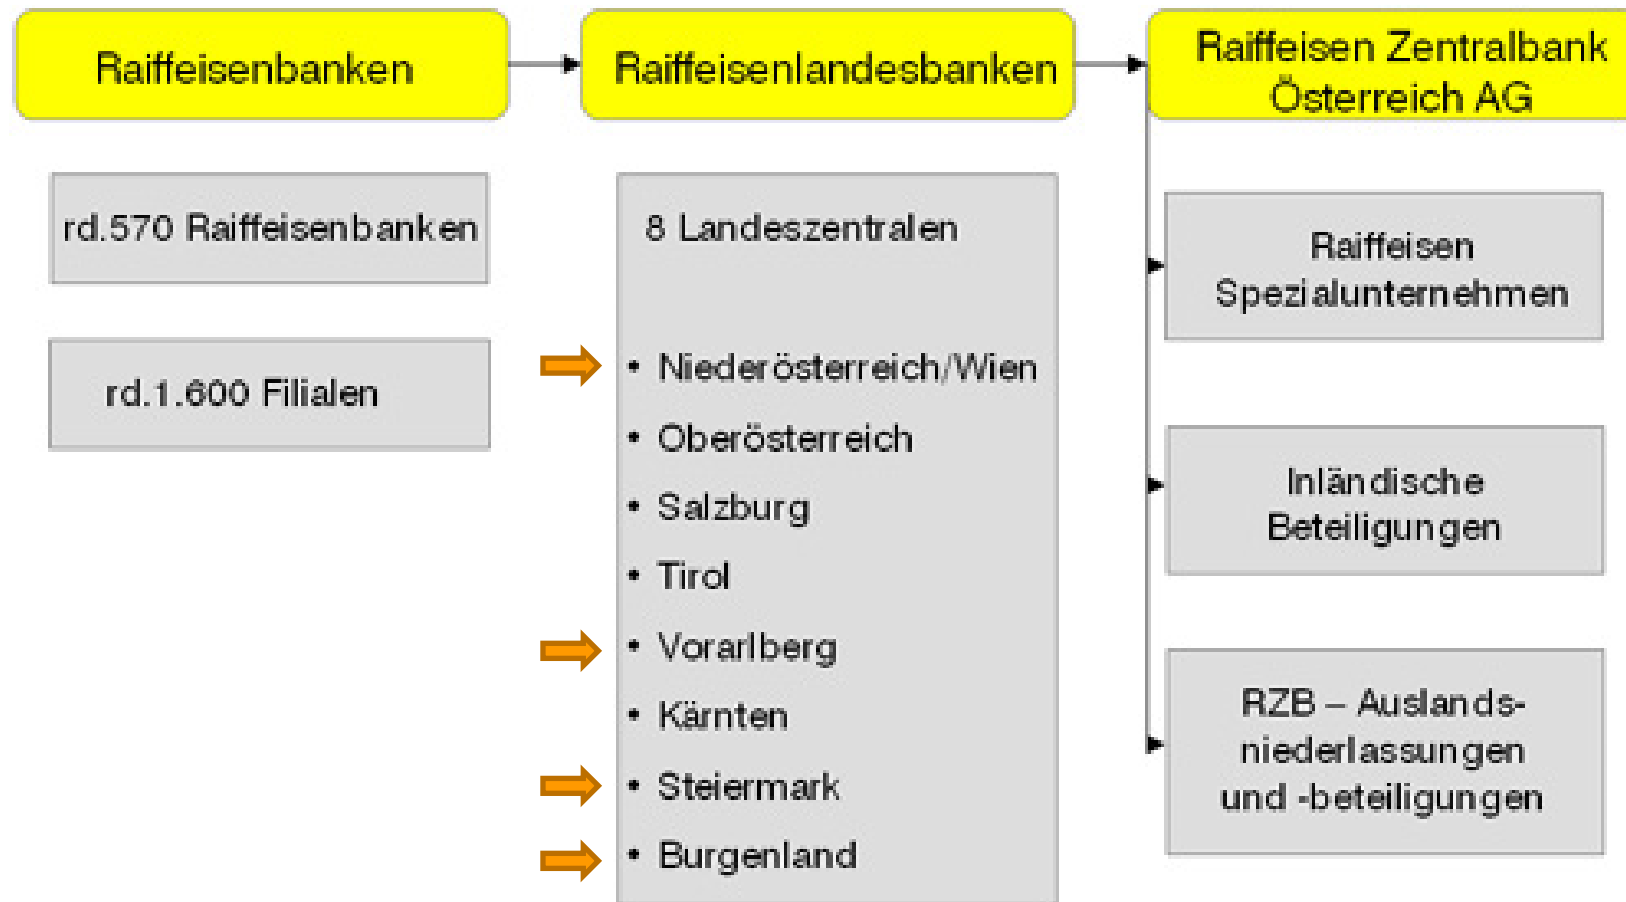 Raiffeisenbanken
rd.570 Raiffeisenbanken
rd.1.600 Filialen
Raiffeisenlandesbanken
8 Landeszentralen
• Niederösterreich/Wien
• Oberösterreich
• Salzburg
• Tirol
• Vorarlberg
• Kärnten
• Steiermark
• Burgenland
Raiffeisen Zentralbank
Österreich AG
Raiffeisen
Spezialunternehmen
Inländische
Beteiligungen
RZB – Auslands-
niederlassungen
und -beteiligungen